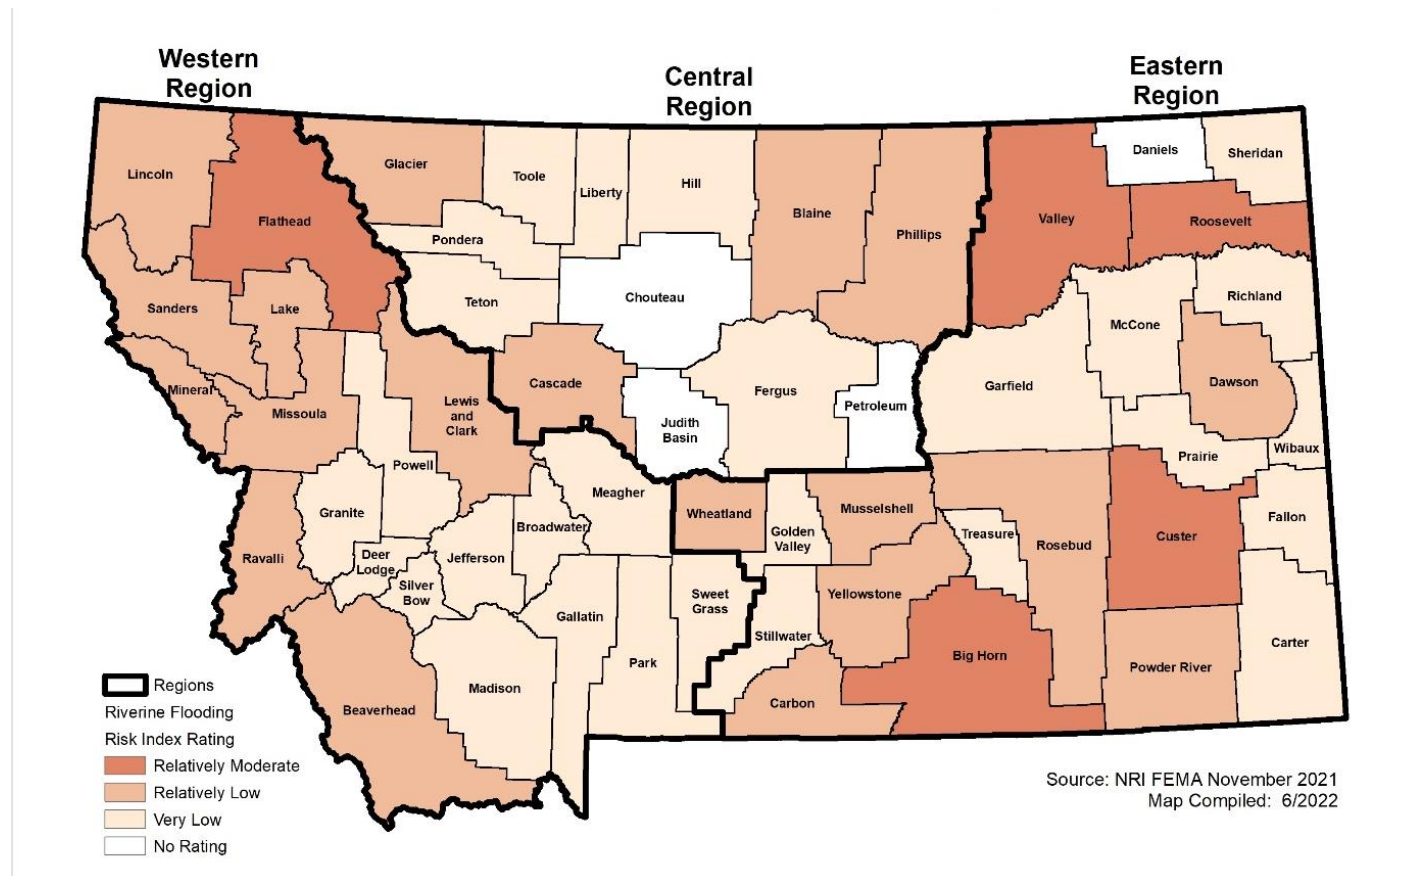 Western
Region
Central
Region
Eastern
Region
Lincoln
Flathead
Glacier
Toole
Liberty
Hill
Blaine
Phillips
Valley
Daniels
Sheridan
Roosevelt
Pondera
Teton
Chouteau
Sanders
Lake
McCone
Richland
Mineral
Missoula
Lewis
and
Clark
Cascade
Judith
Basin
Fergus
Petroleum
Garfield
Dawson
Prairie
Wibaux
Powell
Granite
Meagher
Wheatland
Golden
Valley
Musselshell
Treasure
Rosebud
Custer
Fallon
Ravalli
Deer
Lodge
Silver
Bow
Jefferson
Broadwater
Gallatin
Park
Sweet
Grass
Stillwater
Yellowstone
Big Horn
Powder River
Carter
Beaverhead
Madison
Carbon
Regions
Riverine Flooding
Risk Index Rating
Relatively Moderate
Relatively Low
Very Low
No Rating
Source: NRI FEMA November 2021
Map Compiled: 6/2022